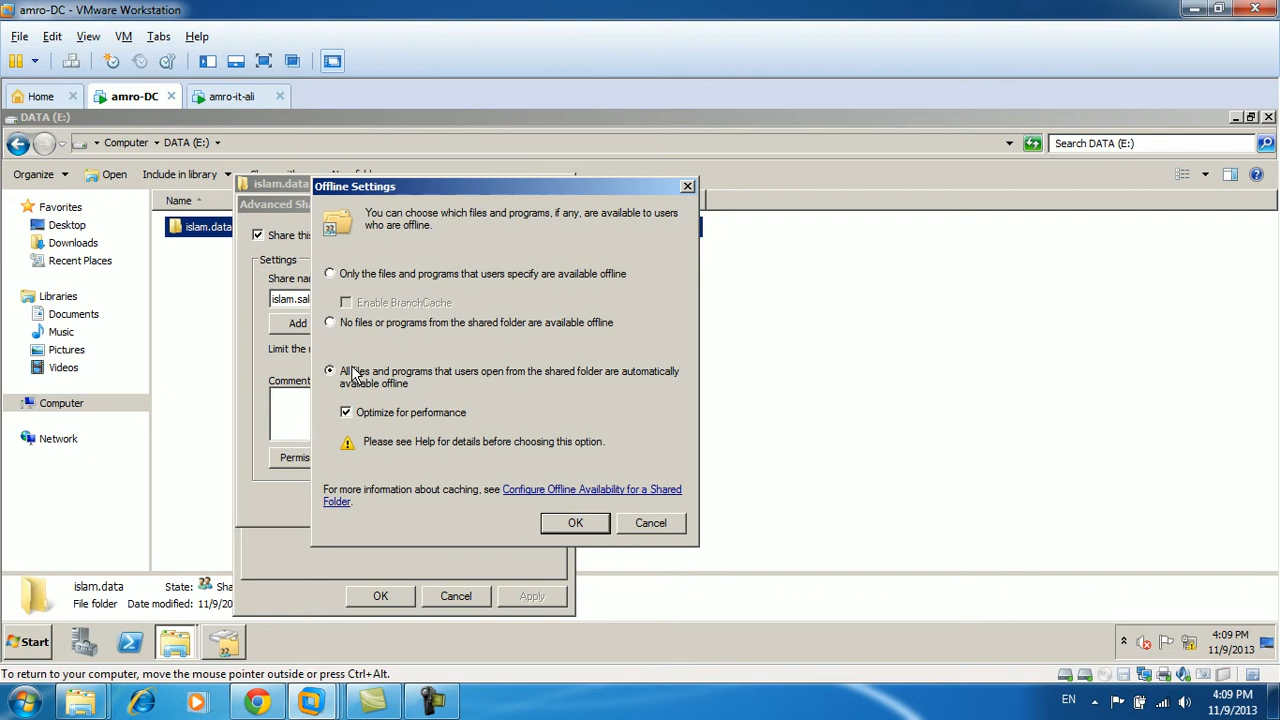 amro-DC - VMware Workstation
File Edit View VM Tabs Help
Home amro-DC amro-it-ali
DATA (E:)
Computer DATA (E:) Search DATA (E:)
Organize Open Include in library
Name
Favorites
Desktop
Downloads
Recent Places
Libraries
Documents
Music
Pictures
Videos
Computer
Network
islam.data
islam.data
Advanced Sha
Share this
Settings
Share nam
islam.sal
Add
Limit the
Comment
Permis
OK Cancel Apply
Offline Settings
You can choose which files and programs, if any, are available to users
who are offline.
Only the files and programs that users specify are available offline
Enable BranchCache
No files or programs from the shared folder are available offline
All files and programs that users open from the shared folder are automatically
available offline
Optimize for performance
Please see Help for details before choosing this option.
For more information about caching, see Configure Offline Availability for a Shared
Folder.
OK Cancel
islam.data State: Sha
File folder Date modified: 11/9/20
Start 4:09 PM
11/9/2013
To return to your computer, move the mouse pointer outside or press Ctrl+Alt.
EN 4:09 PM
11/9/2013